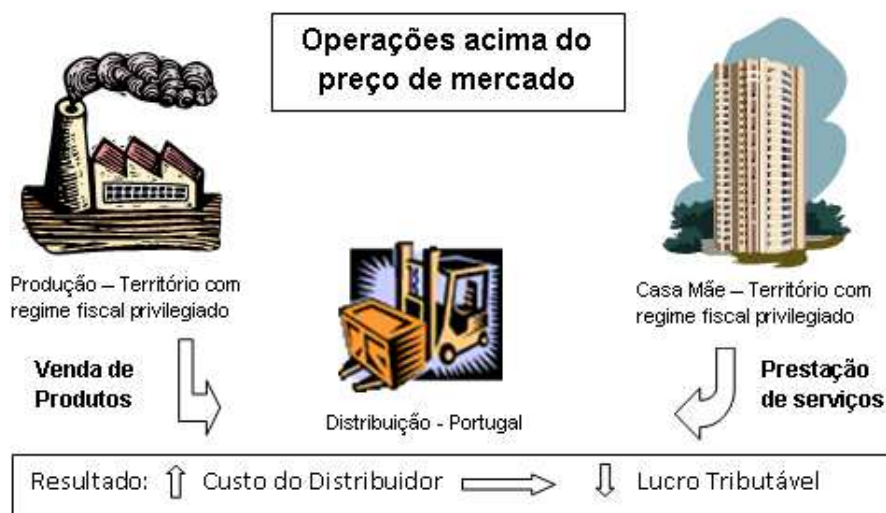 Operações acima do
preço de mercado
Produção – Território com
regime fiscal privilegiado
Casa Mãe – Território com
regime fiscal privilegiado
Venda de
Produtos
Prestação
de serviços
Distribuição - Portugal
Resultado: ⇧ Custo do Distribuidor ⇨ ⇩ Lucro Tributável